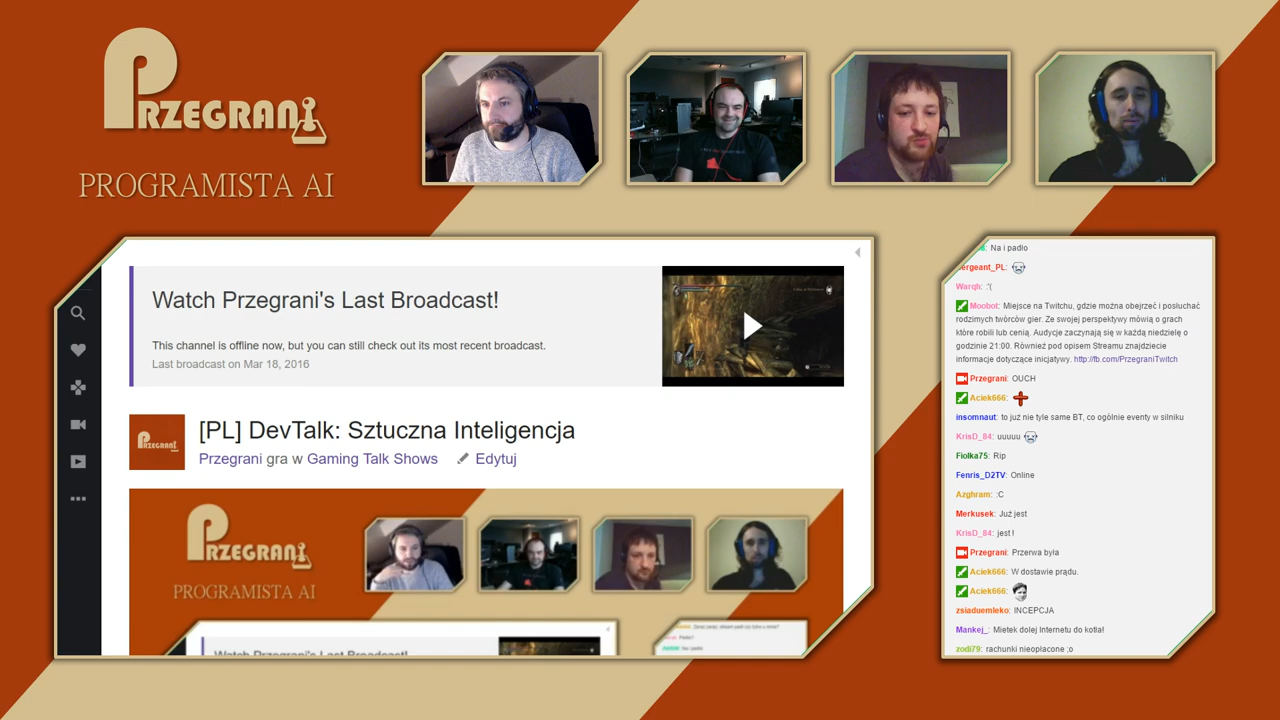 PRZEGRANI
PROGRAMISTA AI
Watch Przegrani's Last Broadcast!
This channel is offline now, but you can still check out its most recent broadcast.
Last broadcast on Mar 18, 2016
PRZEGRANI
[PL] DevTalk: Sztuczna Inteligencja
Przegrani gra w Gaming Talk Shows Edytuj
PRZEGRANI
PROGRAMISTA AI
Watch Przegrani's Last Broadcast!
Na i padło
Sergeant_PL:
Warqh: :'(
Moobot: Miejsce na Twitchu, gdzie można obejrzeć i posłuchać
rodzimych twórców gier. Ze swojej perspektywy mówią o grach
które robili lub cenią. Audycje zaczynają się w każdą niedzielę o
godzinie 21:00. Również pod opisem Streamu znajdziecie
informacje dotyczące inicjatywy. http://fb.com/PrzegraniTwitch
Przegrani: OUCH
Aciek666:
insomnaut: to już nie tyle same BT, co ogólnie eventy w silniku
KrisD_84: uuuuu
Fiolka75: Rip
Fenris_D2TV: Online
Azghram: :C
Merkusek: Już jest
KrisD_84: jest !
Przegrani: Przerwa była
Aciek666: W dostawie prądu.
Aciek666:
zsiaduemleko: INCEPCJA
Mankej_: Mietek dolej Internetu do kotła!
zodi79: rachunki nieopłacone ;o